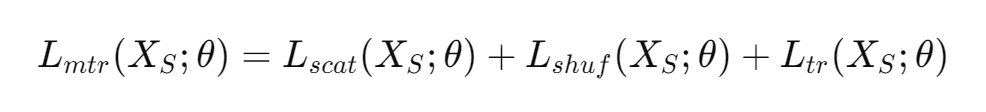 L_{mtr}(X_S; θ) = L_{scat}(X_S; θ) + L_{shuf}(X_S; θ) + L_{tr}(X_S; θ)